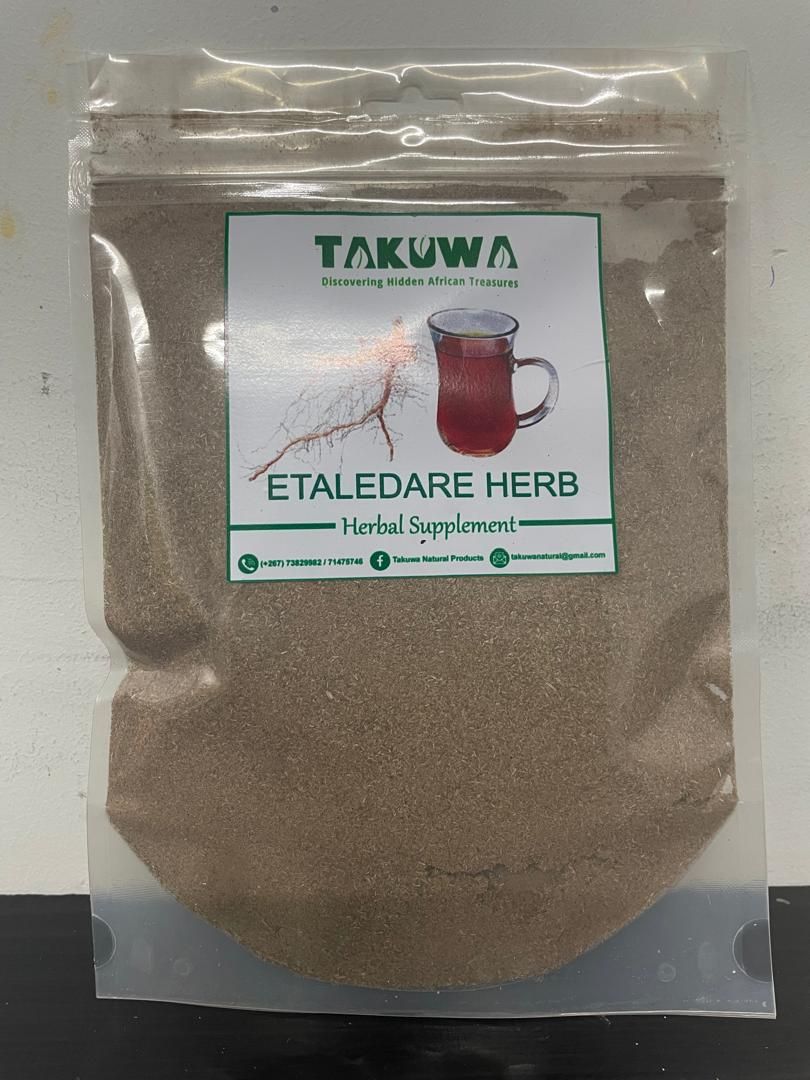 TAKUWA
Discovering Hidden African Treasures
ETALEDARE HERB
Herbal Supplement
(+267) 73829982 / 71475746 Takuwa Natural Products takuwanatural@gmail.com